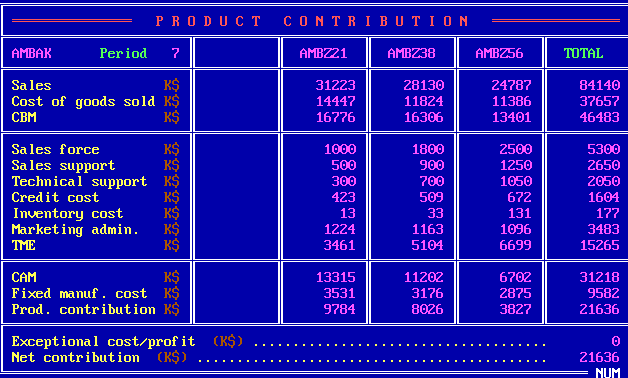 PRODUCT CONTRIBUTION
AMBAK Period 7 AMBZ21 AMBZ38 AMBZ56 TOTAL
Sales K$ 31223 28130 24787 84140
Cost of goods sold K$ 14447 11824 11386 37657
CBM K$ 16776 16306 13401 46483
Sales force K$ 1000 1800 2500 5300
Sales support K$ 500 900 1250 2650
Technical support K$ 300 700 1050 2050
Credit cost K$ 423 509 672 1604
Inventory cost K$ 13 33 131 177
Marketing admin. K$ 1224 1163 1096 3483
TME K$ 3461 5104 6699 15265
CAM K$ 13315 11202 6702 31218
Fixed manuf. cost K$ 3531 3176 2875 9582
Prod. contribution K$ 9784 8026 3827 21636
Exceptional cost/profit (K$) ...................................... 0
Net contribution (K$) ............................................. 21636
NUM